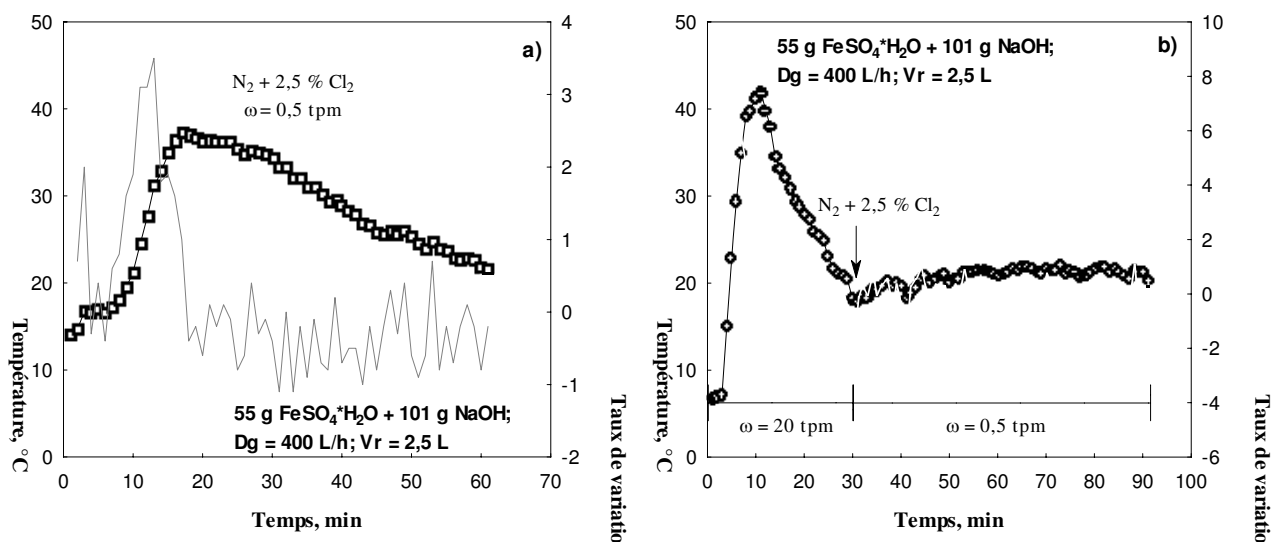 50
40
30
20
10
0
Température, °C
4
3
2
1
0
-1
-2
a)
N2 + 2,5 % Cl2
ω = 0,5 tpm
55 g FeSO4*H2O + 101 g NaOH;
Dg = 400 L/h; Vr = 2,5 L
0 10 20 30 40 50 60 70
Temps, min
Taux de variatio
50
40
30
20
10
0
Température, °C
10
8
6
4
2
0
-2
-4
-6
b)
55 g FeSO4*H2O + 101 g NaOH;
Dg = 400 L/h; Vr = 2,5 L
N2 + 2,5 % Cl2
ω = 20 tpm
ω = 0,5 tpm
0 10 20 30 40 50 60 70 80 90 100
Temps, min
Taux de variatio